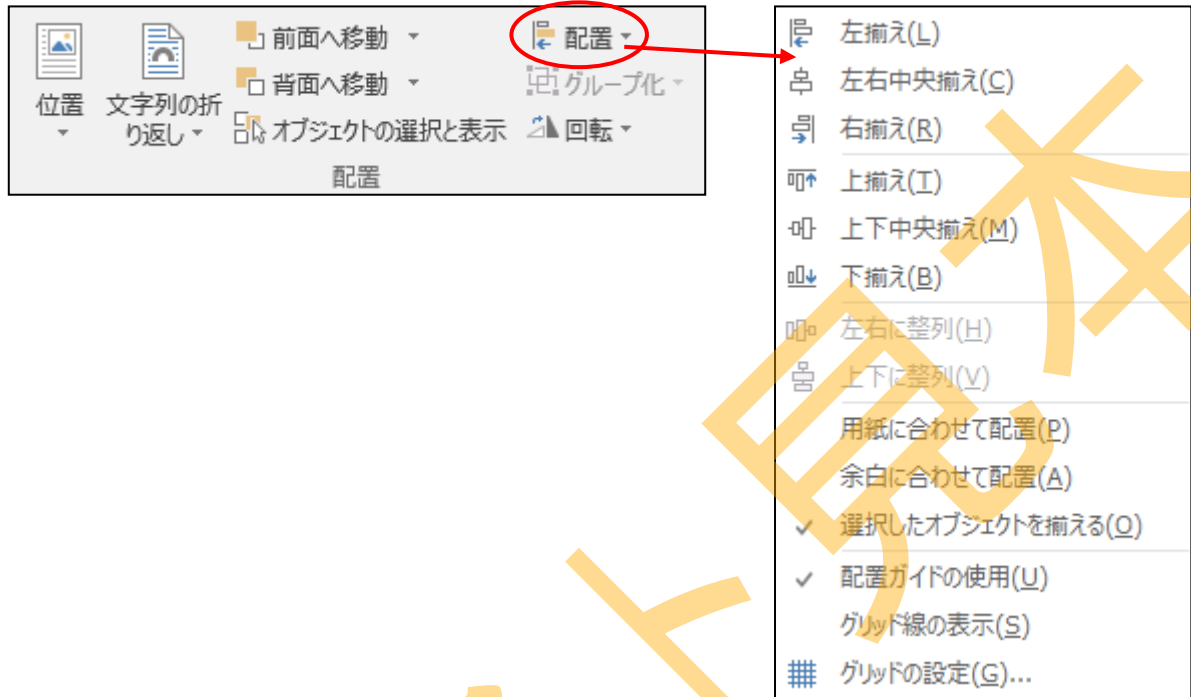 前面へ移動
背面へ移動
オブジェクトの選択と表示
位置
文字列の折
り返し
配置
グループ化
回転
配置
左揃え(L)
左右中央揃え(C)
右揃え(R)
上揃え(T)
上下中央揃え(M)
下揃え(B)
左右に整列(H)
上下に整列(V)
用紙に合わせて配置(P)
余白に合わせて配置(A)
選択したオブジェクトを揃える(O)
配置ガイドの使用(U)
グリッド線の表示(S)
グリッドの設定(G)...
見本